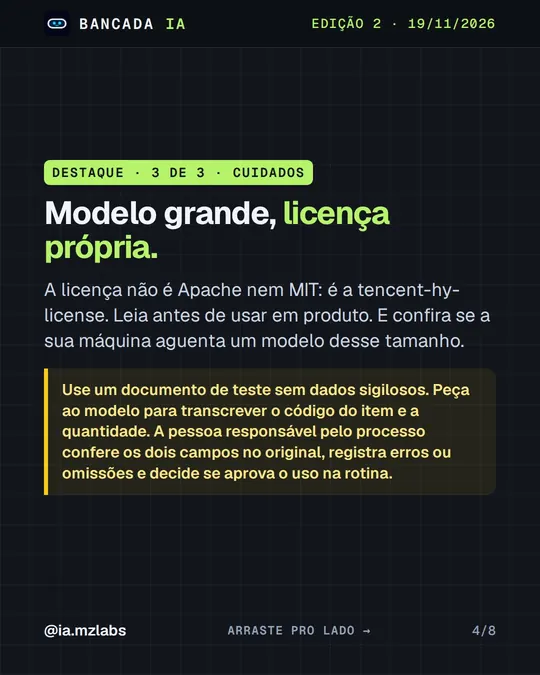 BANCADA IA
EDIÇÃO 2 · 19/11/2026
DESTAQUE · 3 DE 3 · CUIDADOS
Modelo grande, licença
própria.
A licença não é Apache nem MIT: é a tencent-hy-
license. Leia antes de usar em produto. E confira se a
sua máquina aguenta um modelo desse tamanho.
Use um documento de teste sem dados sigilosos. Peça
ao modelo para transcrever o código do item e a
quantidade. A pessoa responsável pelo processo
confere os dois campos no original, registra erros ou
omissões e decide se aprova o uso na rotina.
@ia.mzlabs
ARRASTE PRO LADO →
4/8